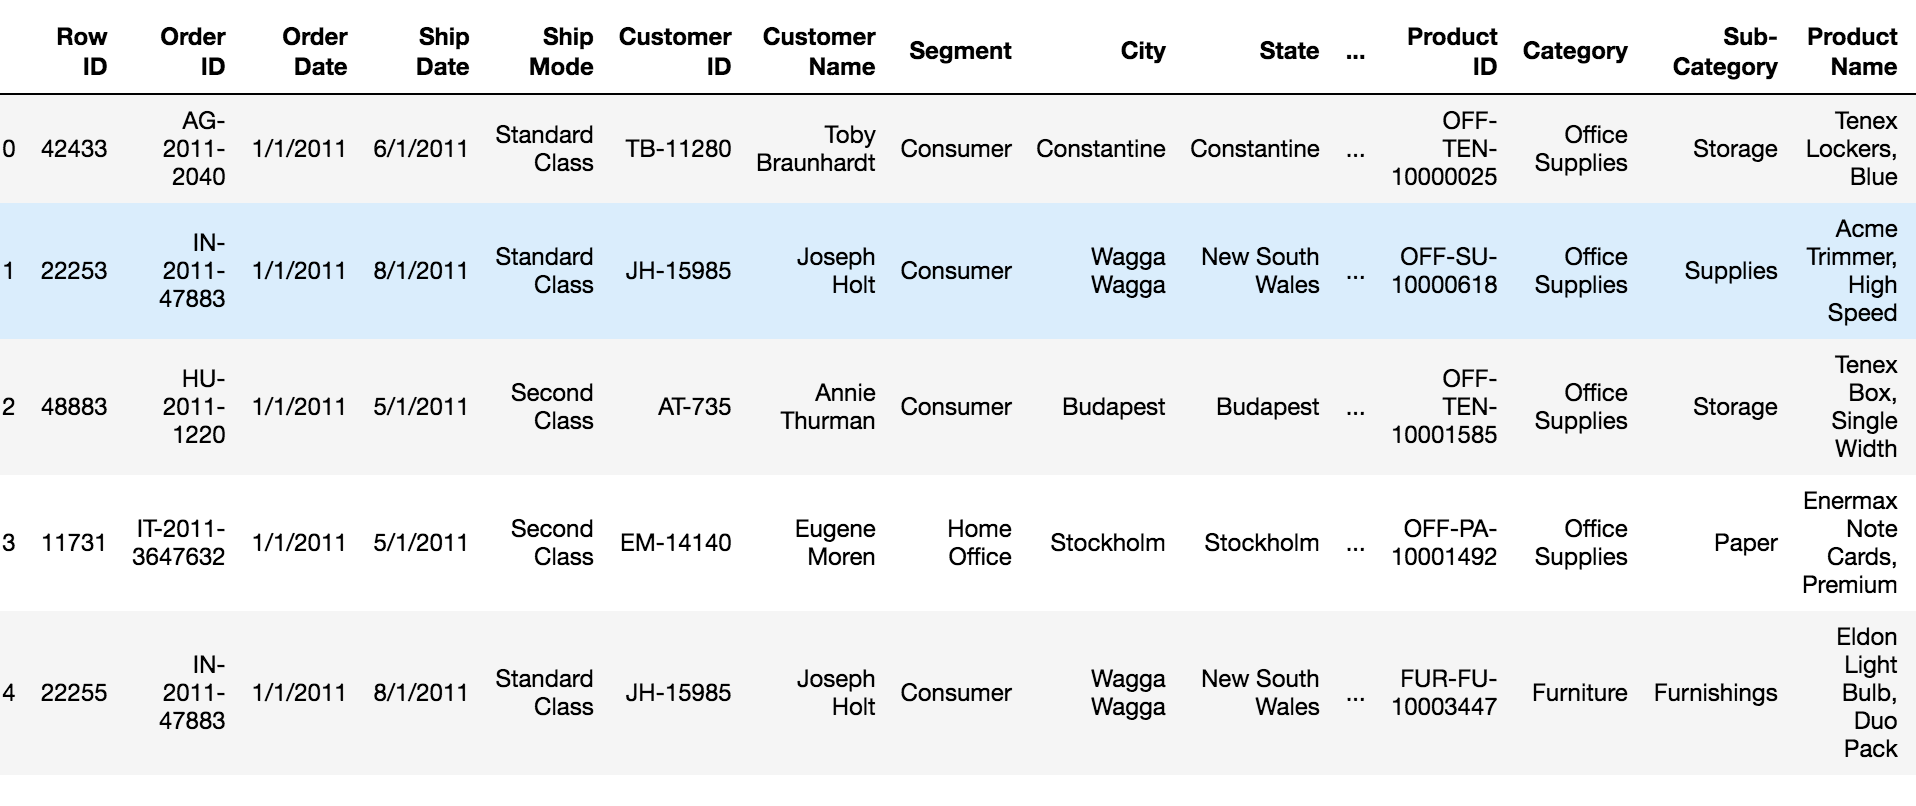 Row ID Order ID Order Date Ship Date Ship Mode Customer ID Customer Name Segment City State ... Product ID Category Sub-Category Product Name
0 42433 AG-2011-2040 1/1/2011 6/1/2011 Standard Class TB-11280 Toby Braunhardt Consumer Constantine Constantine ... OFF-TEN-10000025 Office Supplies Storage Tenex Lockers, Blue
1 22253 IN-2011-47883 1/1/2011 8/1/2011 Standard Class JH-15985 Joseph Holt Consumer Wagga Wagga New South Wales ... OFF-SU-10000618 Office Supplies Supplies Acme Trimmer, High Speed
2 48883 HU-2011-1220 1/1/2011 5/1/2011 Second Class AT-735 Annie Thurman Consumer Budapest Budapest ... OFF-TEN-10001585 Office Supplies Storage Tenex Box, Single Width
3 11731 IT-2011-3647632 1/1/2011 5/1/2011 Second Class EM-14140 Eugene Moren Home Office Stockholm Stockholm ... OFF-PA-10001492 Office Supplies Paper Enermax Note Cards, Premium
4 22255 IN-2011-47883 1/1/2011 8/1/2011 Standard Class JH-15985 Joseph Holt Consumer Wagga Wagga New South Wales ... FUR-FU-10003447 Furniture Furnishings Eldon Light Bulb, Duo Pack